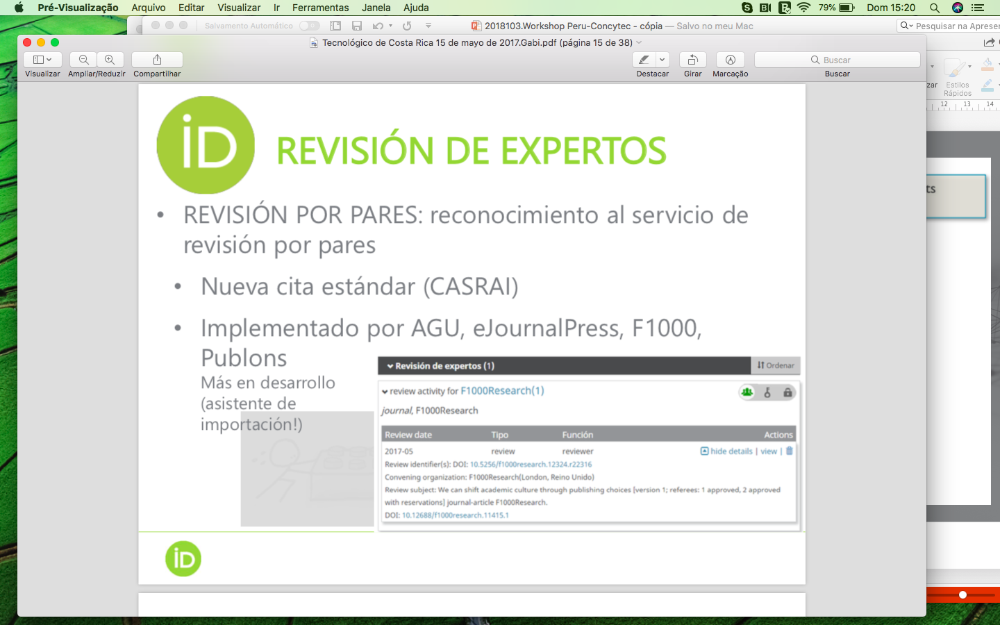 Pré-Visualização Arquivo Editar Visualizar Ir Ferramentas Janela Ajuda 79% Dom 15:20
Salvamento Automático 2018103.Workshop Peru-Concytec - cópia — Salvo no meu Mac Pesquisar na Apresen
Tecnológico de Costa Rica 15 de mayo de 2017.Gabi.pdf (página 15 de 38)
Buscar
Visualizar Ampliar/Reduzir Compartilhar Destacar Girar Marcação Buscar
zar Estilos
Rápidos
12 13 14
ts
iD REVISIÓN DE EXPERTOS
• REVISIÓN POR PARES: reconocimiento al servicio de
revisión por pares
• Nueva cita estándar (CASRAI)
• Implementado por AGU, eJournalPress, F1000,
Publons
Más en desarrollo
(asistente de
importación!)
Revisión de expertos (1) Ordenar
review activity for F1000Research(1)
journal, F1000Research
Review date Tipo Función Actions
2017-05 review reviewer hide details | view |
Review identifier(s): DOI: 10.5256/f1000research.12324.r22316
Convening organization: F1000Research(London, Reino Unido)
Review subject: We can shift academic culture through publishing choices [version 1; referees: 1 approved, 2 approved
with reservations] journal-article F1000Research.
DOI: 10.12688/f1000research.11415.1
iD